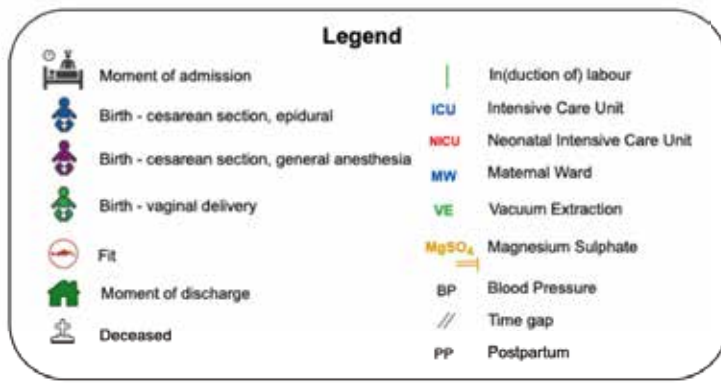 Legend
Moment of admission
Birth - cesarean section, epidural
Birth - cesarean section, general anesthesia
Birth - vaginal delivery
Fit
Moment of discharge
Deceased
In(duction of) labour
ICU Intensive Care Unit
NICU Neonatal Intensive Care Unit
MW Maternal Ward
VE Vacuum Extraction
MgSO₄ Magnesium Sulphate
BP Blood Pressure
// Time gap
PP Postpartum